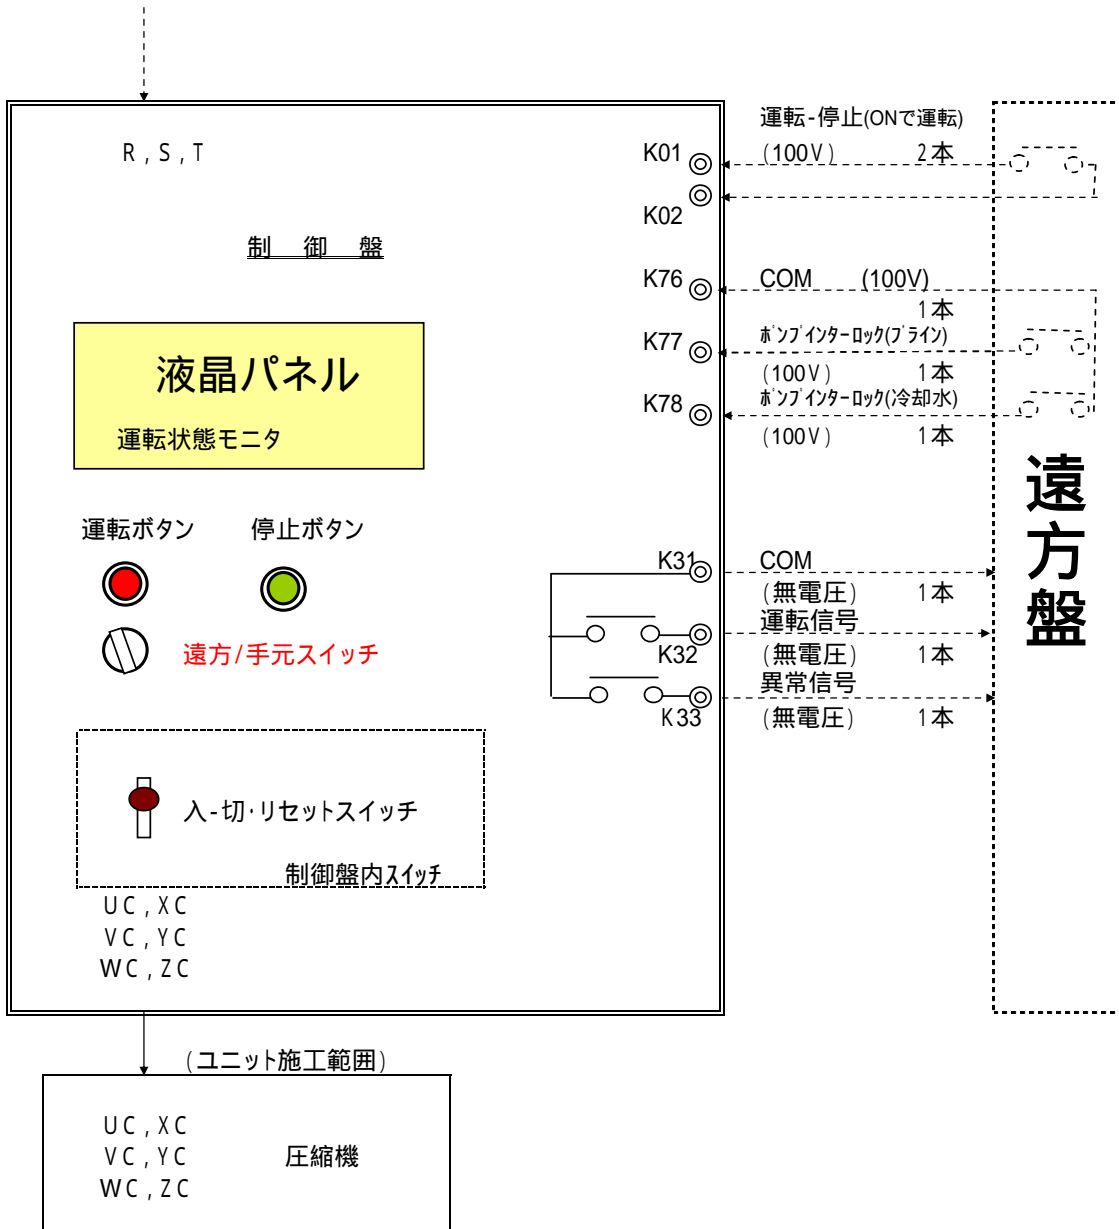 R,S,T
制 御 盤
液晶パネル
運転状態モニタ
運転ボタン 停止ボタン
遠方/手元スイッチ
入-切・リセットスイッチ
制御盤内スイッチ
UC,XC
VC,YC
WC,ZC
K01
K02
K76
K77
K78
K31
K32
K33
運転-停止(ONで運転)
(100V) 2本
COM (100V)
1本
ポンプインターロック(ブライン)
(100V) 1本
ポンプインターロック(冷却水)
(100V) 1本
COM
(無電圧) 1本
運転信号
(無電圧) 1本
異常信号
(無電圧) 1本
遠方盤
(ユニット施工範囲)
UC,XC
VC,YC 圧縮機
WC,ZC